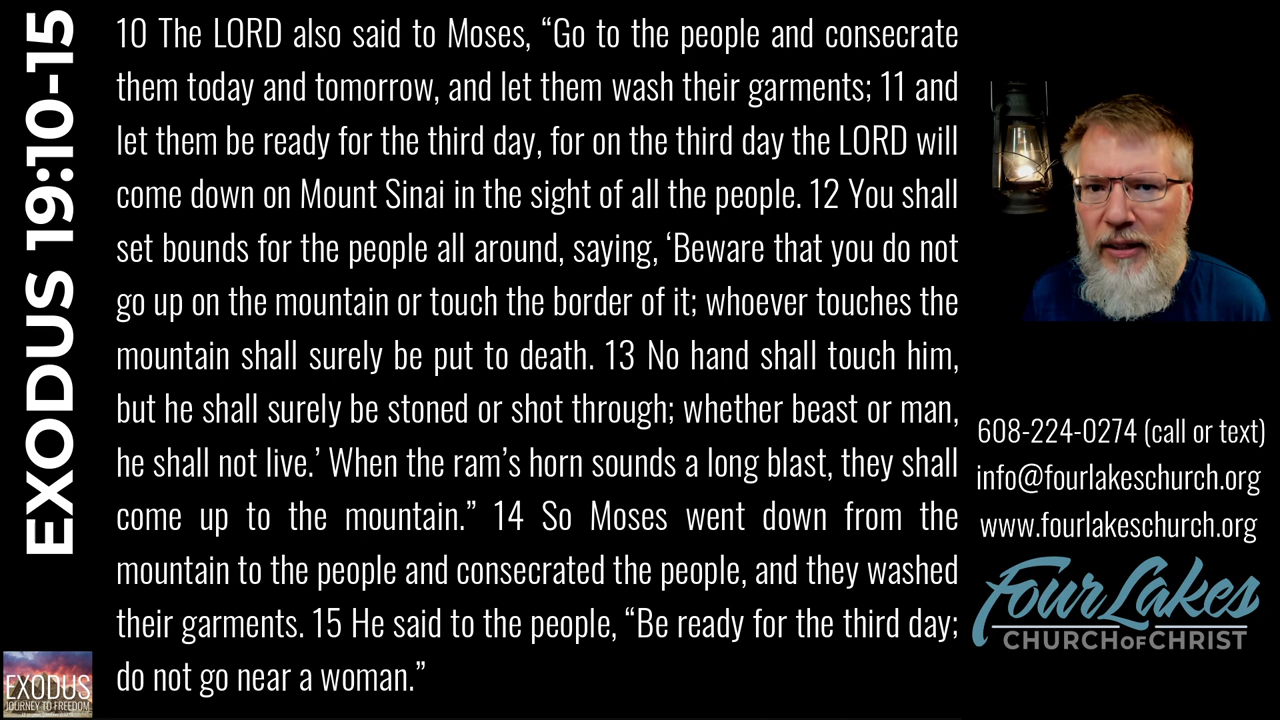 EXODUS 19:10-15
10 The LORD also said to Moses, “Go to the people and consecrate
them today and tomorrow, and let them wash their garments; 11 and
let them be ready for the third day, for on the third day the LORD will
come down on Mount Sinai in the sight of all the people. 12 You shall
set bounds for the people all around, saying, ‘Beware that you do not
go up on the mountain or touch the border of it; whoever touches the
mountain shall surely be put to death. 13 No hand shall touch him,
but he shall surely be stoned or shot through; whether beast or man,
he shall not live.’ When the ram’s horn sounds a long blast, they shall
come up to the mountain.” 14 So Moses went down from the
mountain to the people and consecrated the people, and they washed
their garments. 15 He said to the people, “Be ready for the third day;
do not go near a woman.”
608-224-0274 (call or text)
info@fourlakeschurch.org
www.fourlakeschurch.org
Four Lakes
CHURCH OF CHRIST
EXODUS
JOURNEY TO FREEDOM